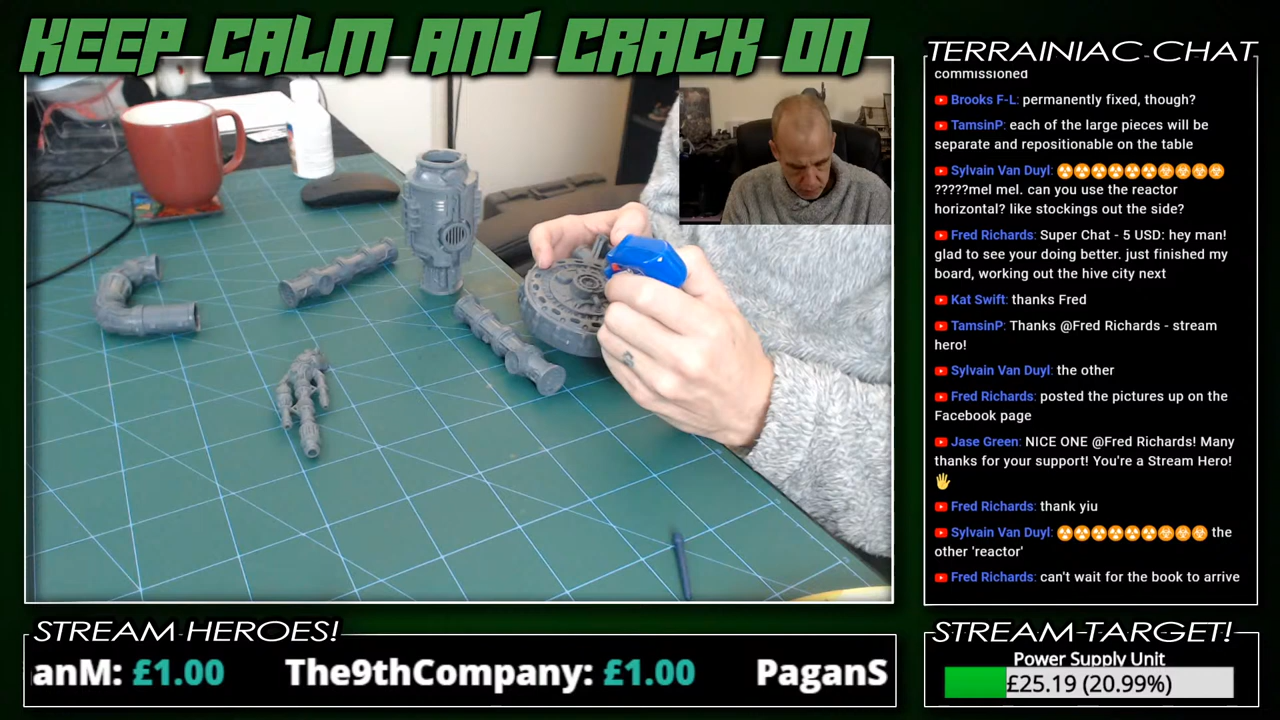 KEEP CALM AND CRACK ON
TERRAINIAC CHAT
commissioned
Brooks F-L: permanently fixed, though?
TamsinP: each of the large pieces will be
separate and repositionable on the table
Sylvain Van Duyl: ☢☢☢☢☢☢☣☣☣☣
?????mel mel. can you use the reactor
horizontal? like stockings out the side?
Fred Richards: Super Chat - 5 USD: hey man!
glad to see your doing better. just finished my
board, working out the hive city next
Kat Swift: thanks Fred
TamsinP: Thanks @Fred Richards - stream
hero!
Sylvain Van Duyl: the other
Fred Richards: posted the pictures up on the
Facebook page
Jase Green: NICE ONE @Fred Richards! Many
thanks for your support! You're a Stream Hero!
🖐
Fred Richards: thank yiu
Sylvain Van Duyl: ☢☢☢☢☢☢☣☣☣ the
other 'reactor'
Fred Richards: can't wait for the book to arrive
STREAM HEROES!
anM: £1.00 The9thCompany: £1.00 PaganS
STREAM TARGET!
Power Supply Unit
£25.19 (20.99%)